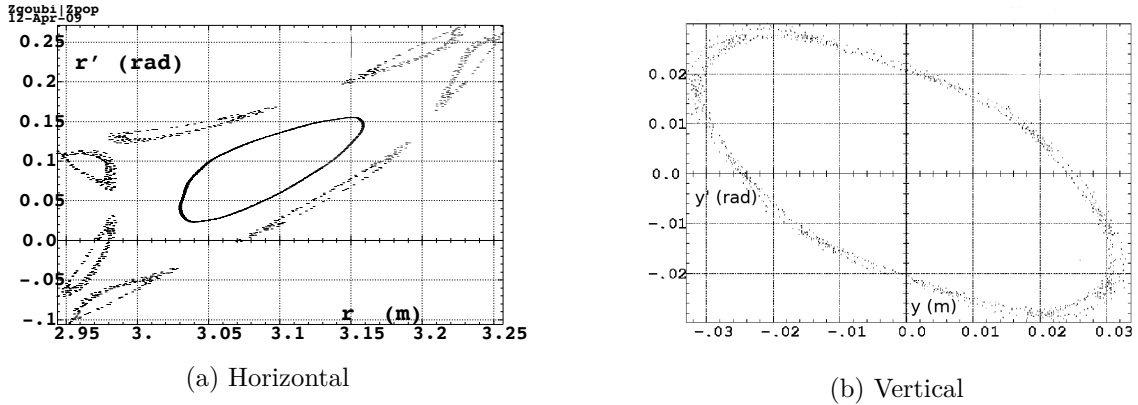 Zgoubi|Zpop
12-Apr-09
0.25
r' (rad)
0.2
0.15
0.1
0.05
0.0
-.05
-.1
r (m)
2.95 3.0 3.05 3.1 3.15 3.2 3.25
(a) Horizontal
0.02
0.01
0.0
y' (rad)
-.01
-.02
y (m)
-.03 -.02 -.01 0.0 0.01 0.02 0.03
(b) Vertical